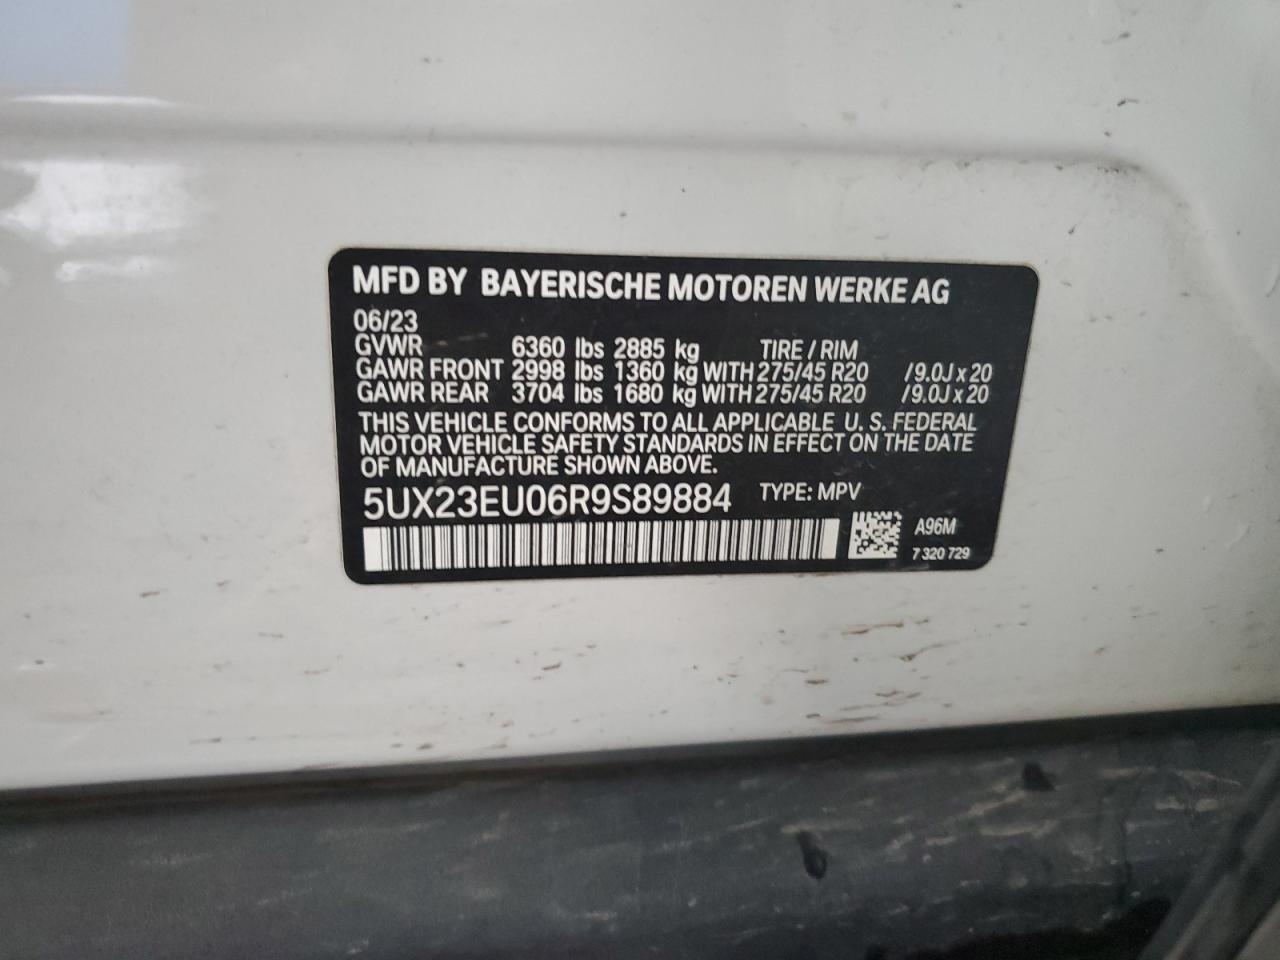 MFD BY BAYERISCHE MOTOREN WERKE AG
06/23
GVWR 6360 lbs 2885 kg TIRE / RIM
GAWR FRONT 2998 lbs 1360 kg WITH 275/45 R20 / 9.0J x 20
GAWR REAR 3704 lbs 1680 kg WITH 275/45 R20 / 9.0J x 20
THIS VEHICLE CONFORMS TO ALL APPLICABLE U. S. FEDERAL
MOTOR VEHICLE SAFETY STANDARDS IN EFFECT ON THE DATE
OF MANUFACTURE SHOWN ABOVE.
5UX23EU06R9S89884 TYPE: MPV
A96M
7 320 729